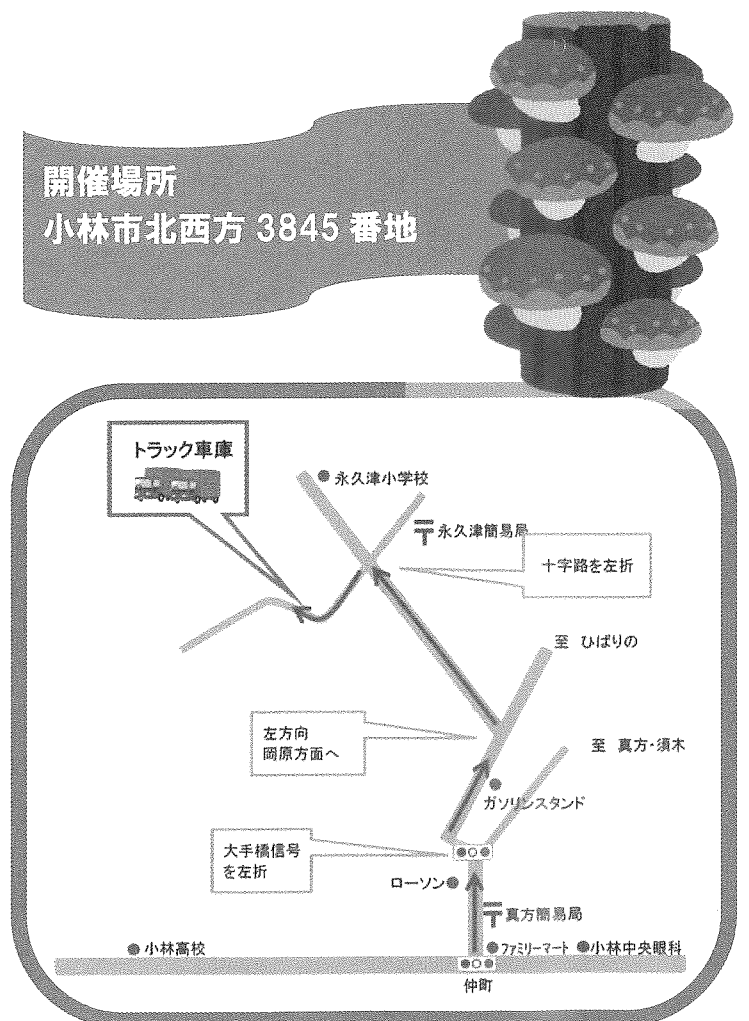 開催場所
小林市北西方 3845 番地
トラック車庫
永久津小学校
〒永久津簡易局
十字路を左折
至 ひばりの
左方向
岡原方面へ
至 真方・須木
ガソリンスタンド
大手橋信号
を左折
ローソン
〒真方簡易局
小林高校
ファミリーマート
小林中央眼科
仲町